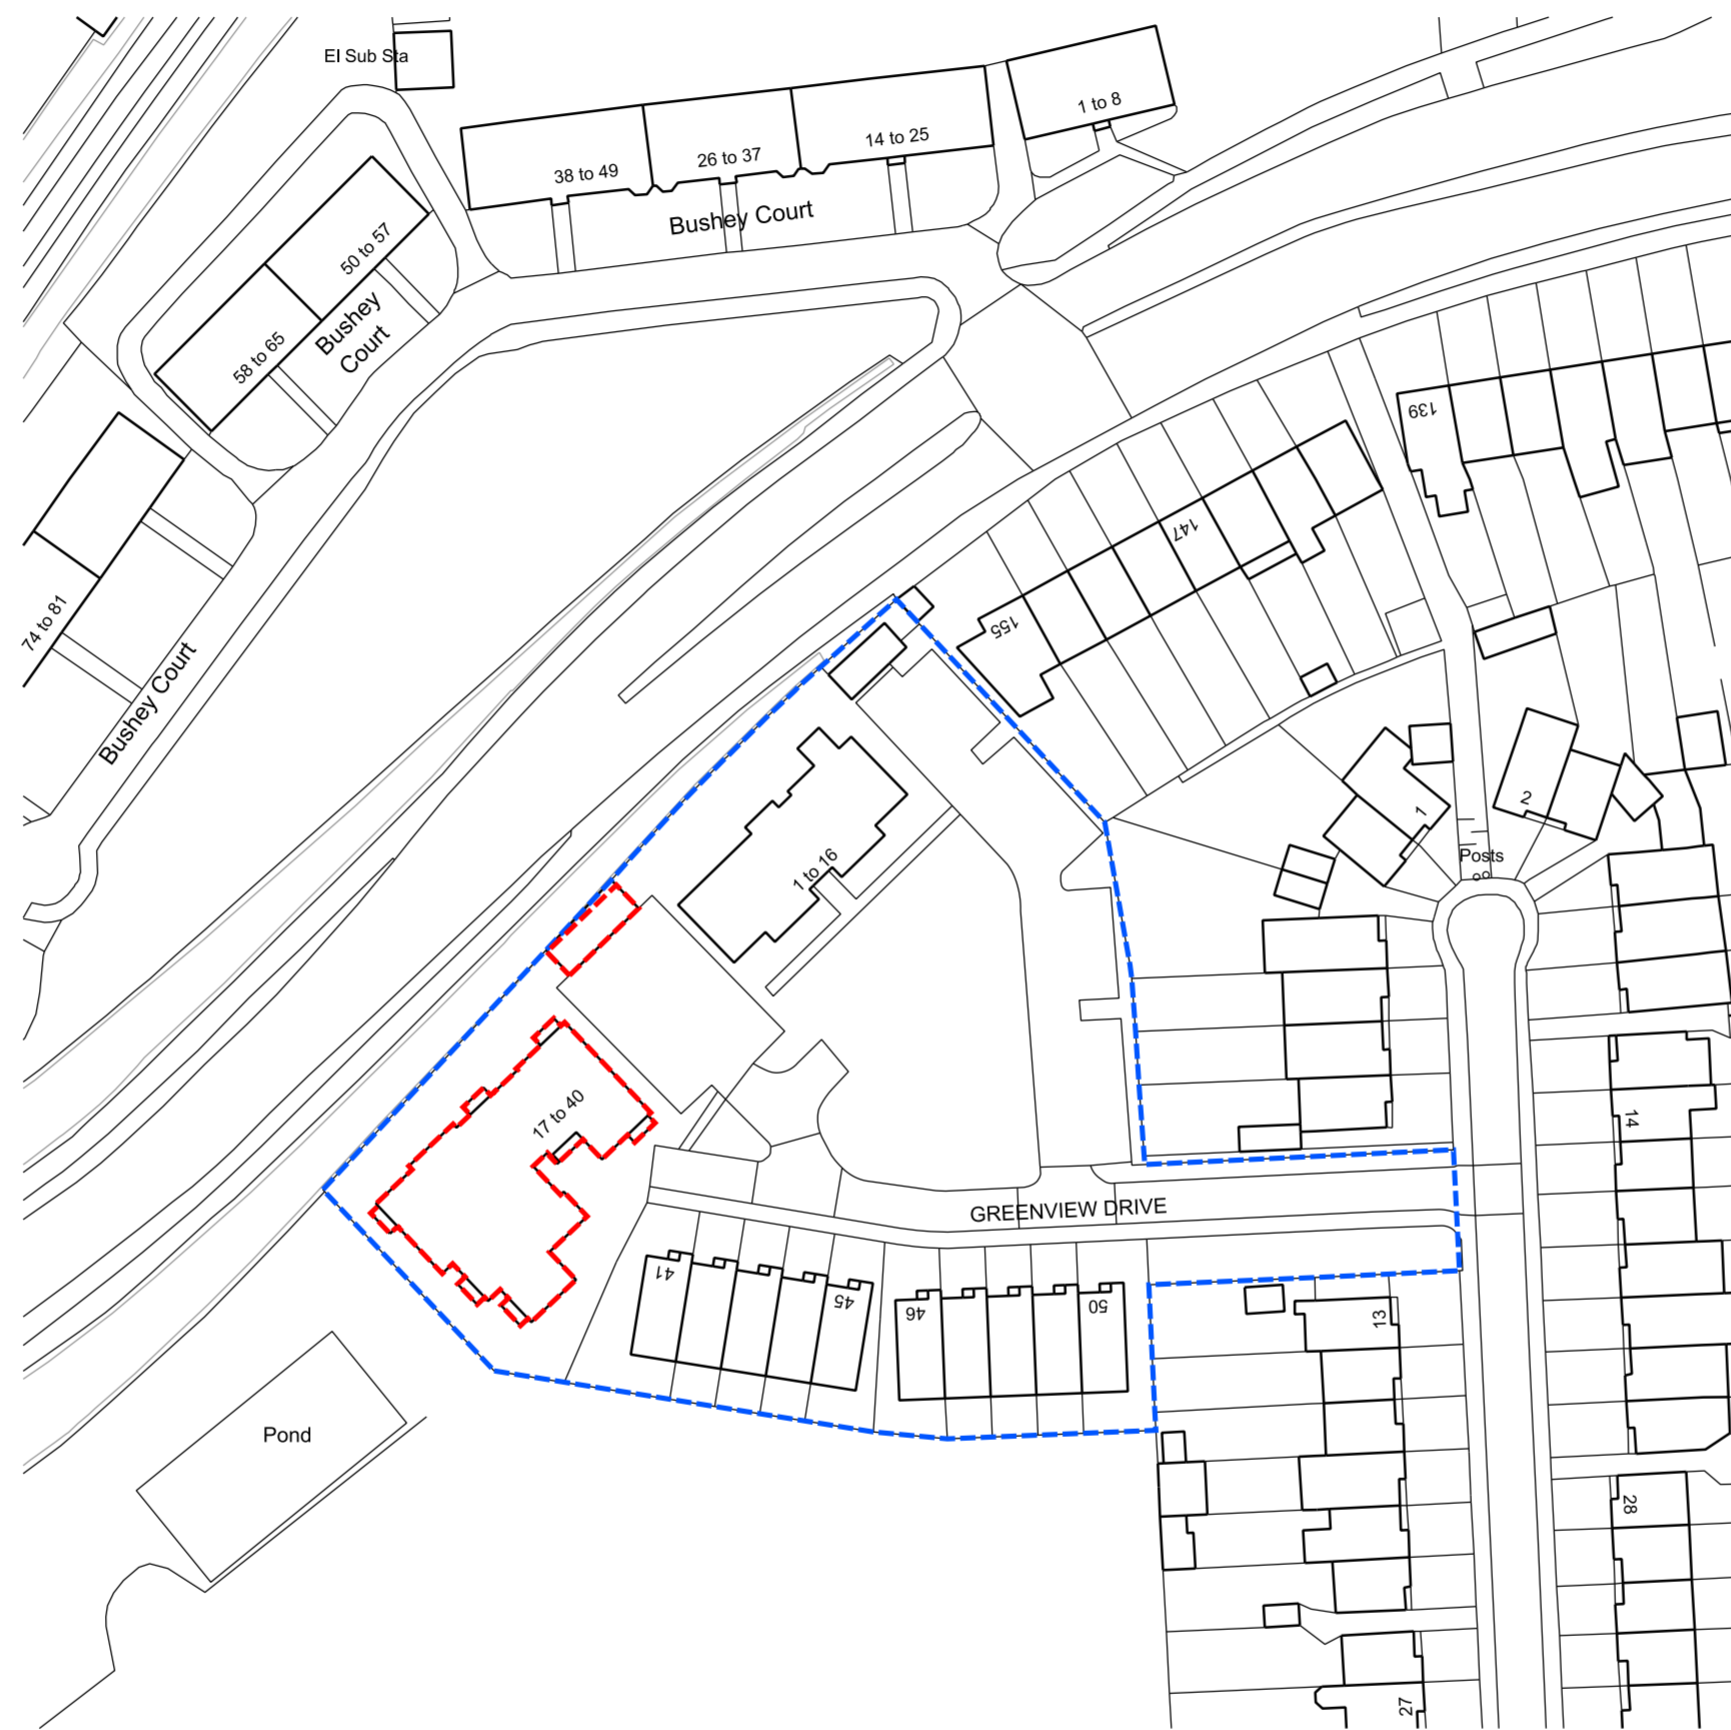 El Sub Sta
1 to 8
14 to 25
26 to 37
38 to 49
Bushey Court
50 to 57
Bushey
Court
58 to 65
139
147
74 to 81
155
Bushey Court
2
1
1 to 16
Posts
17 to 40
14
GREENVIEW DRIVE
41
45
46
50
13
Pond
28
27